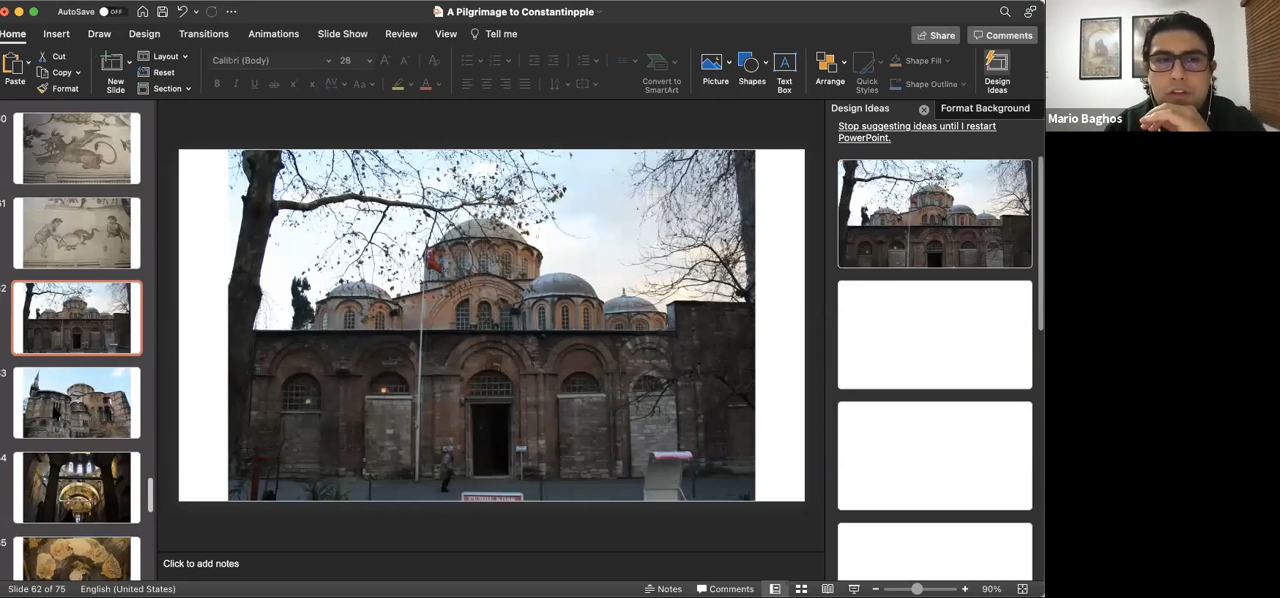 AutoSave OFF
A Pilgrimage to Constantinpple
Home Insert Draw Design Transitions Animations Slide Show Review View Tell me
Share Comments
Paste
Cut
Copy
Format
New Slide
Layout
Reset
Section
Calibri (Body) 28
Convert to SmartArt
Picture
Shapes
Text Box
Arrange
Quick Styles
Shape Fill
Shape Outline
Design Ideas
Design Ideas
Format Background
Stop suggesting ideas until I restart
PowerPoint.
Mario Baghos
Click to add notes
Slide 62 of 75
English (United States)
Notes
Comments
90%